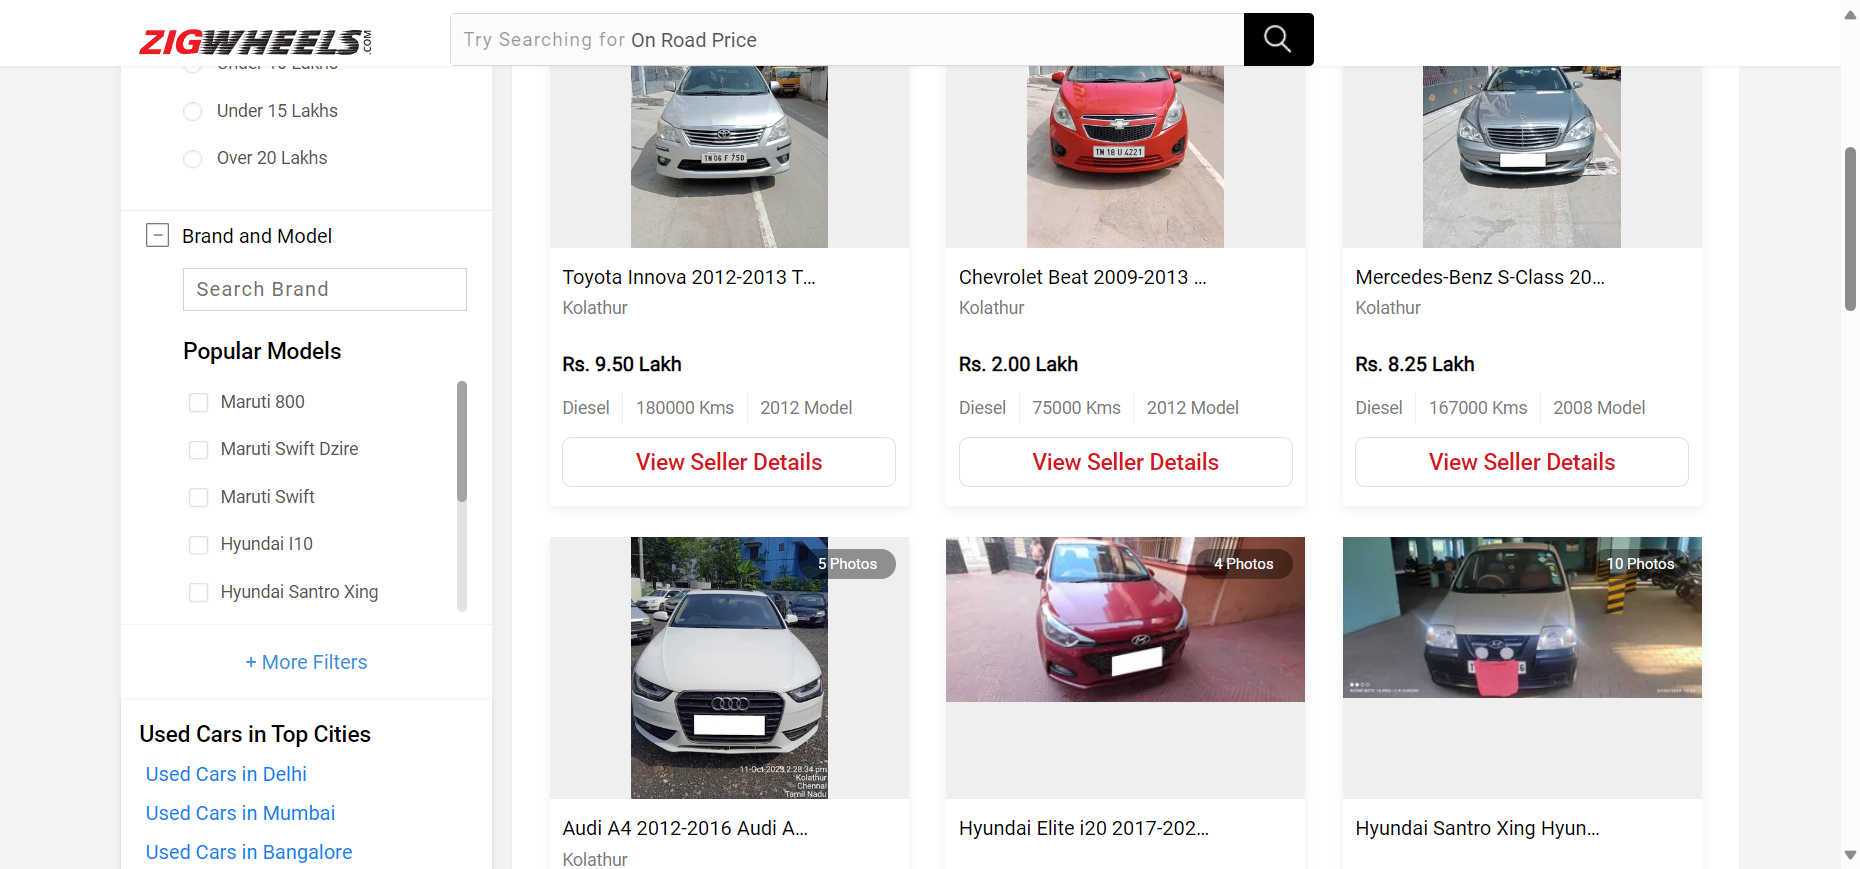 ZIGWHEELS.COM
Try Searching for On Road Price
Under 15 Lakhs
Over 20 Lakhs
Brand and Model
Search Brand
Popular Models
Maruti 800
Maruti Swift Dzire
Maruti Swift
Hyundai I10
Hyundai Santro Xing
+ More Filters
Used Cars in Top Cities
Used Cars in Delhi
Used Cars in Mumbai
Used Cars in Bangalore
TN 06 F 750
TN 18 U 4221
Toyota Innova 2012-2013 T...
Kolathur
Rs. 9.50 Lakh
Diesel 180000 Kms 2012 Model
View Seller Details
Chevrolet Beat 2009-2013 ...
Kolathur
Rs. 2.00 Lakh
Diesel 75000 Kms 2012 Model
View Seller Details
Mercedes-Benz S-Class 20...
Kolathur
Rs. 8.25 Lakh
Diesel 167000 Kms 2008 Model
View Seller Details
5 Photos
11-Oct-2023 2:28:34 pm
Kolathur
Chennai
Tamil Nadu
Audi A4 2012-2016 Audi A...
Kolathur
4 Photos
Hyundai Elite i20 2017-202...
10 Photos
Hyundai Santro Xing Hyun...